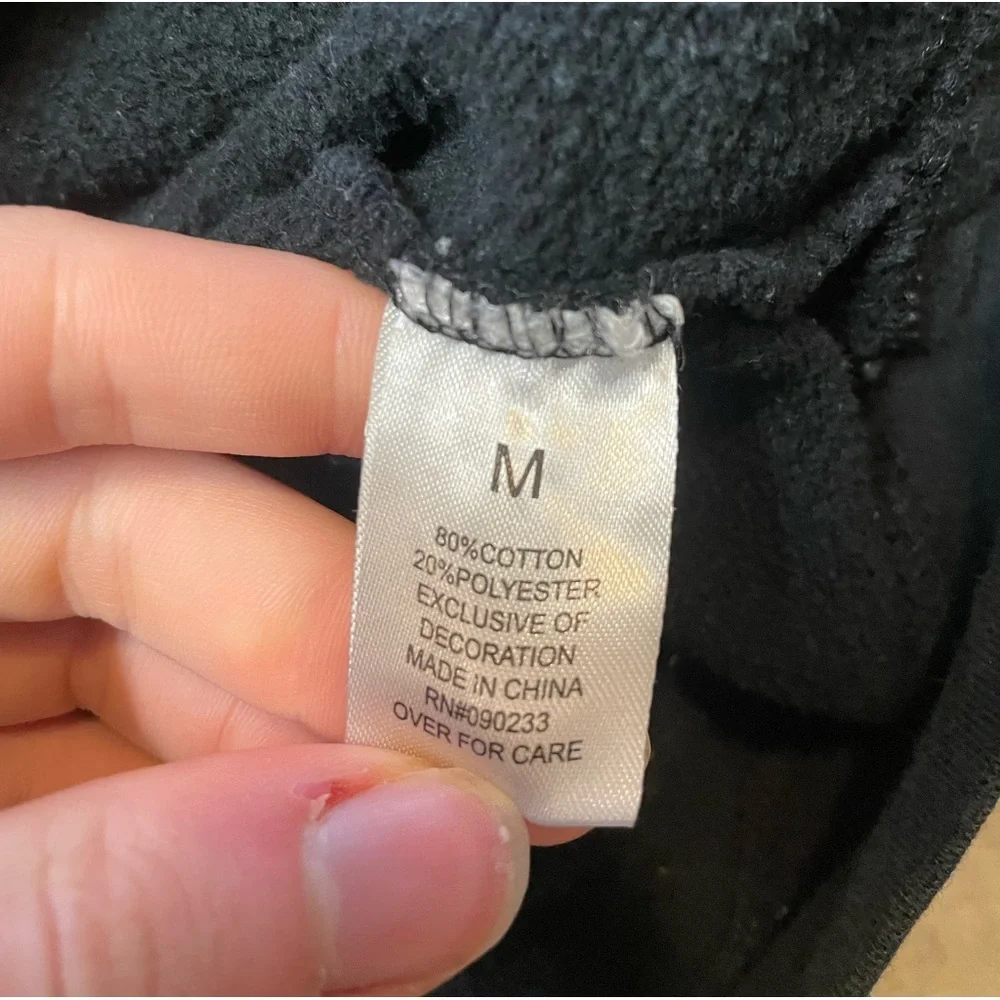 M
80%COTTON
20%POLYESTER
EXCLUSIVE OF
DECORATION
MADE IN CHINA
RN#090233
OVER FOR CARE